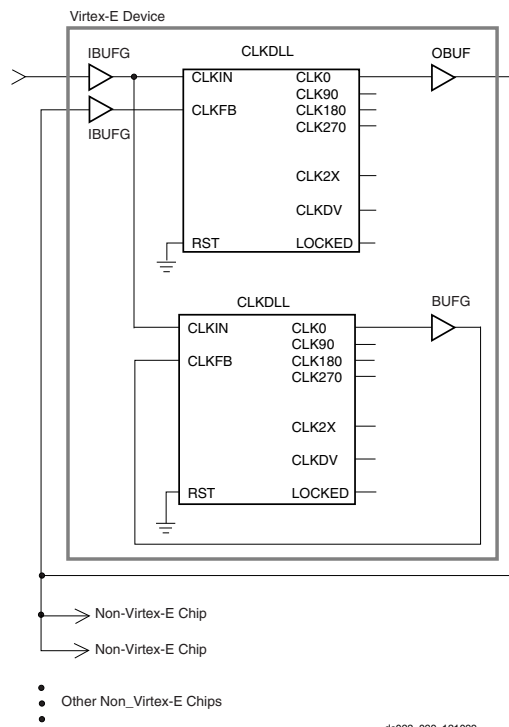 Virtex-E Device
IBUFG
CLKDLL
OBUF
CLKIN
CLK0
CLK90
CLKFB
CLK180
CLK270
IBUFG
CLK2X
CLKDV
RST
LOCKED
CLKDLL
BUFG
CLKIN
CLK0
CLK90
CLKFB
CLK180
CLK270
CLK2X
CLKDV
RST
LOCKED
Non-Virtex-E Chip
Non-Virtex-E Chip
Other Non_Virtex-E Chips